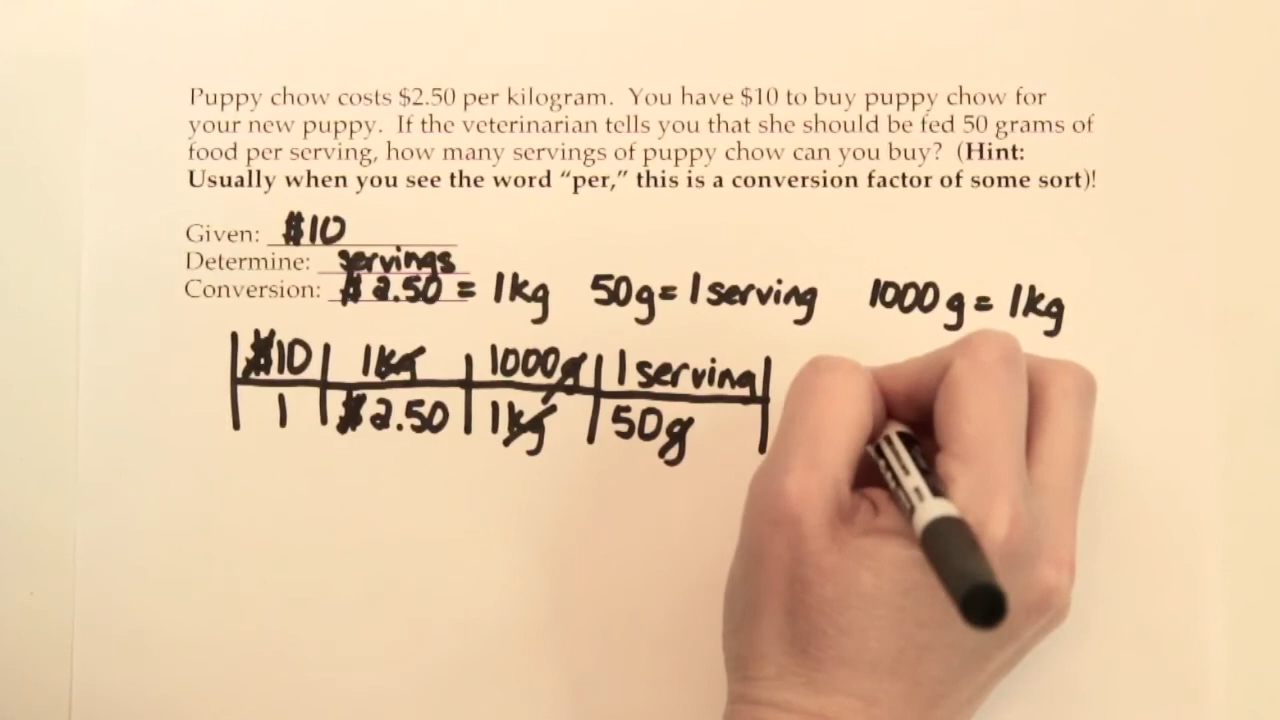 Puppy chow costs $2.50 per kilogram. You have $10 to buy puppy chow for
your new puppy. If the veterinarian tells you that she should be fed 50 grams of
food per serving, how many servings of puppy chow can you buy? (Hint:
Usually when you see the word “per,” this is a conversion factor of some sort)!
Given: $10
Determine: servings
Conversion: $2.50 = 1kg 50g = 1serving 1000g = 1kg
$10 1kg 1000g 1 serving
1 $2.50 1kg 50g